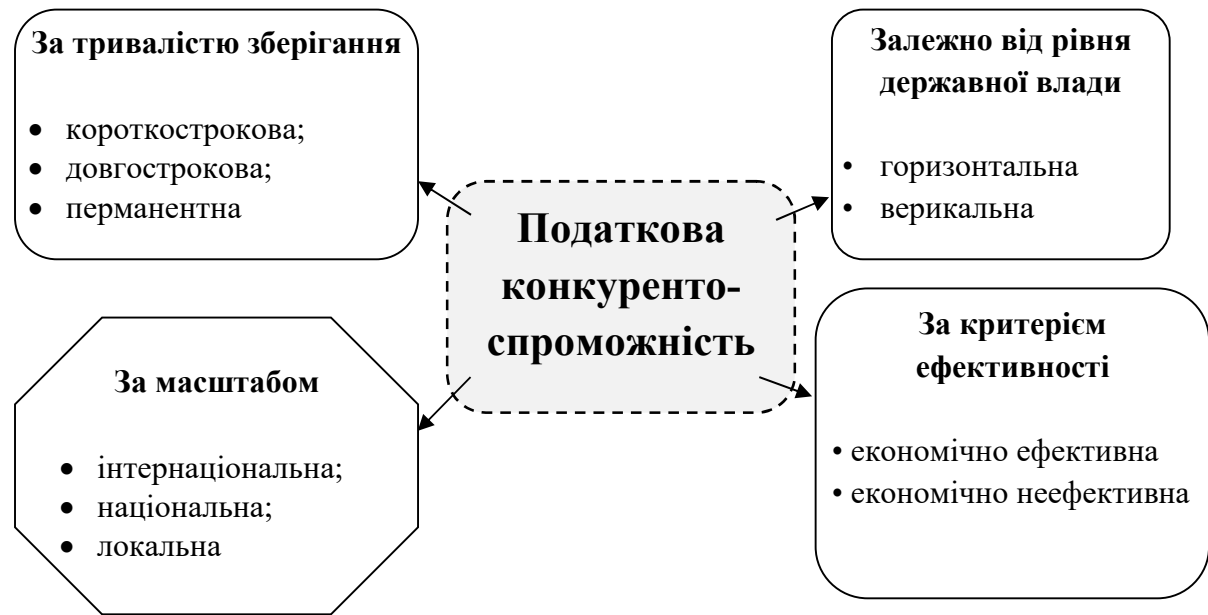 За тривалістю зберігання
• короткострокова;
• довгострокова;
• перманентна
Залежно від рівня
державної влади
• горизонтальна
• верикальна
Податкова
конкуренто-
спроможність
За масштабом
• інтернаціональна;
• національна;
• локальна
За критерієм
ефективності
• економічно ефективна
• економічно неефективна